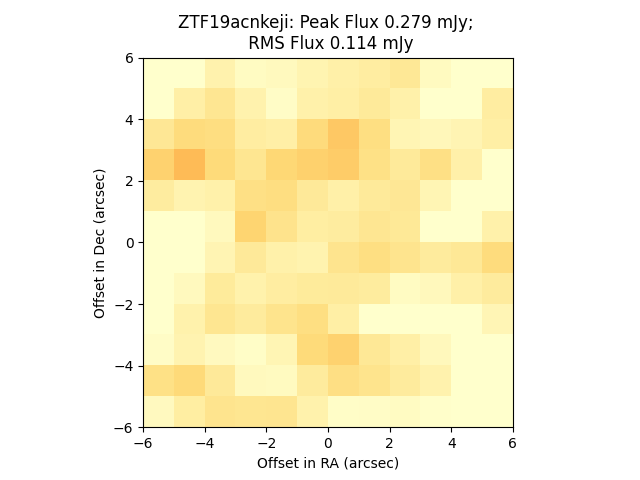 ZTF19acnkeji: Peak Flux 0.279 mJy;
RMS Flux 0.114 mJy
6
4
2
0
−2
−4
−6
Offset in Dec (arcsec)
−6 −4 −2 0 2 4 6
Offset in RA (arcsec)